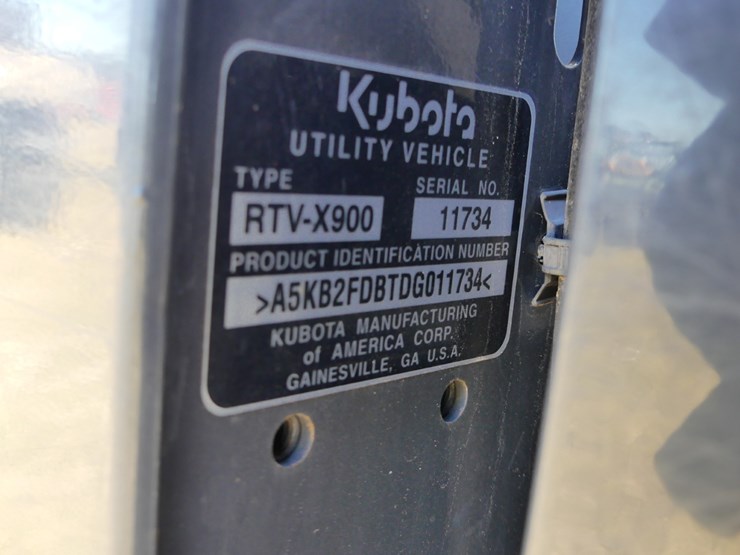 Kubota
UTILITY VEHICLE
TYPE SERIAL NO.
RTV-X900 11734
PRODUCT IDENTIFICATION NUMBER
>A5KB2FDBTDG011734<
KUBOTA MANUFACTURING
of AMERICA CORP.
GAINESVILLE, GA U.S.A.